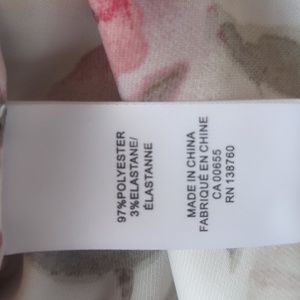 97%POLYESTER
3%ELASTANE/
ÉLASTANNE
MADE IN CHINA
FABRIQUÉ EN CHINE
CA 00655
RN 138760